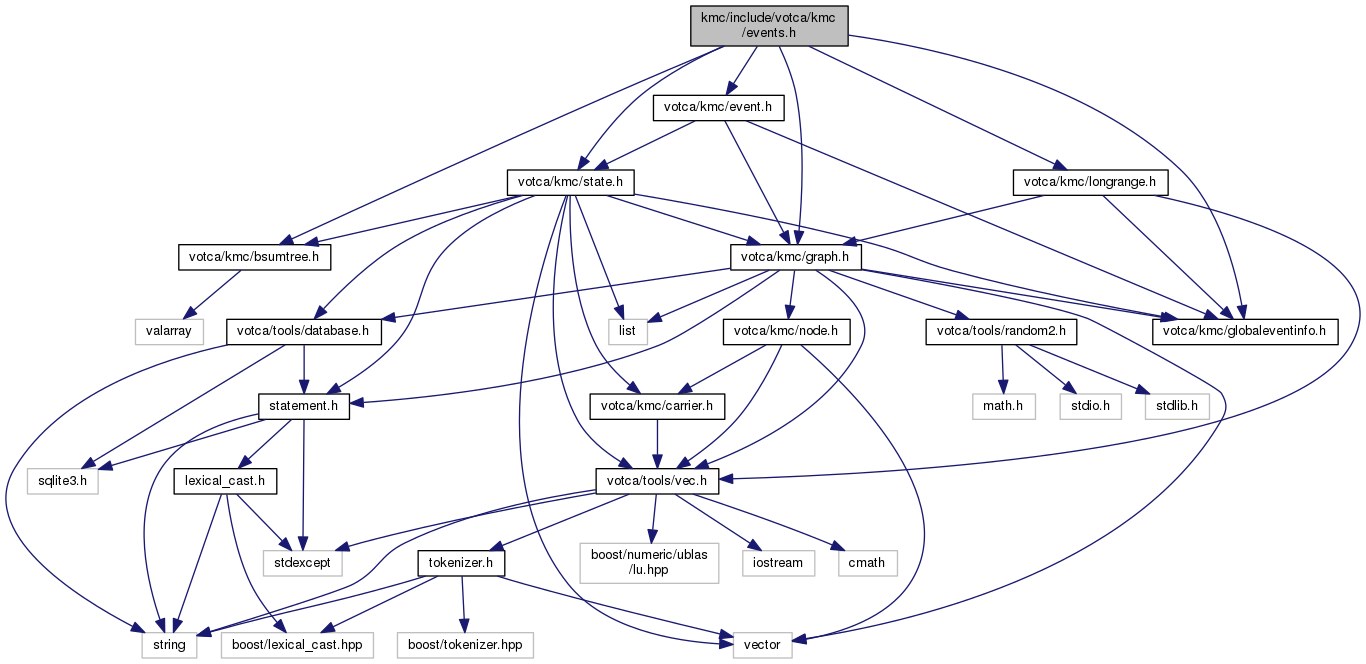 kmc/include/votca/kmc
/events.h
votca/kmc/event.h
votca/kmc/state.h
votca/kmc/longrange.h
votca/kmc/bsumtree.h
votca/kmc/graph.h
valarray
votca/tools/database.h
list
votca/kmc/node.h
votca/tools/random2.h
votca/kmc/globaleventinfo.h
statement.h
votca/kmc/carrier.h
math.h
stdio.h
stdlib.h
sqlite3.h
lexical_cast.h
votca/tools/vec.h
stdexcept
tokenizer.h
boost/numeric/ublas
/lu.hpp
iostream
cmath
string
boost/lexical_cast.hpp
boost/tokenizer.hpp
vector